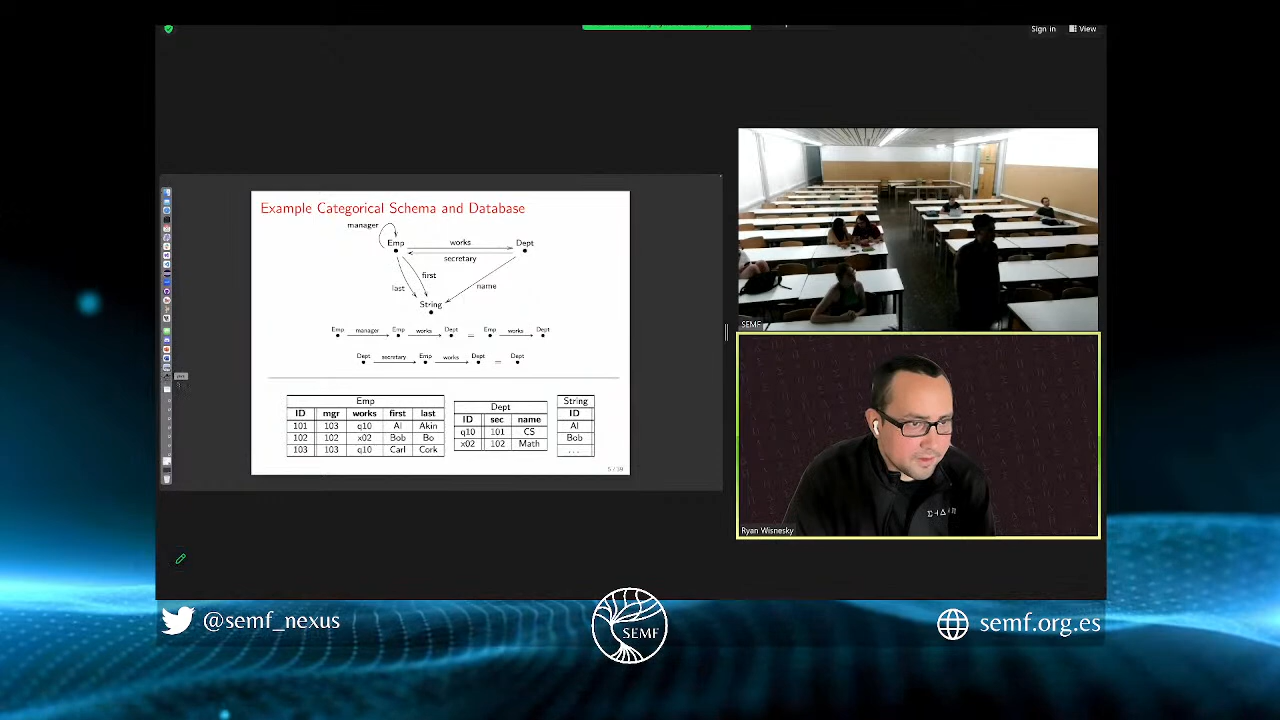 Sign in
View
Example Categorical Schema and Database
manager
Emp
works
Dept
secretary
first
last
name
String
Emp manager Emp works Dept = Emp works Dept
Dept secretary Emp works Dept = Dept
Emp
ID mgr works first last
101 103 q10 Al Akin
102 102 x02 Bob Bo
103 103 q10 Carl Cork
Dept
ID sec name
q10 101 CS
x02 102 Math
String
ID
Al
Bob
...
5 / 39
SEMF
Ryan Wisnesky
@semf_nexus
SEMF
semf.org.es